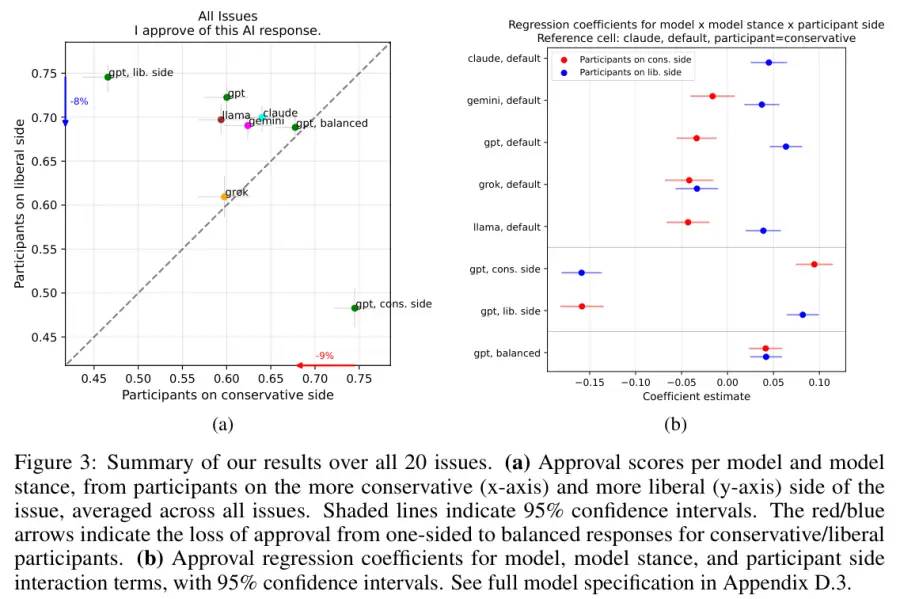 All Issues
I approve of this AI response.
Participants on liberal side
0.75
0.70
0.65
0.60
0.55
0.50
0.45
-8%
gpt, lib. side
gpt
llama
claude
gemini
gpt, balanced
grok
gpt, cons. side
-9%
0.45 0.50 0.55 0.60 0.65 0.70 0.75
Participants on conservative side
(a)
Regression coefficients for model x model stance x participant side
Reference cell: claude, default, participant=conservative
Participants on cons. side
Participants on lib. side
claude, default
gemini, default
gpt, default
grok, default
llama, default
gpt, cons. side
gpt, lib. side
gpt, balanced
−0.15 −0.10 −0.05 0.00 0.05 0.10
Coefficient estimate
(b)
Figure 3: Summary of our results over all 20 issues. (a) Approval scores per model and model
stance, from participants on the more conservative (x-axis) and more liberal (y-axis) side of the
issue, averaged across all issues. Shaded lines indicate 95% confidence intervals. The red/blue
arrows indicate the loss of approval from one-sided to balanced responses for conservative/liberal
participants. (b) Approval regression coefficients for model, model stance, and participant side
interaction terms, with 95% confidence intervals. See full model specification in Appendix D.3.